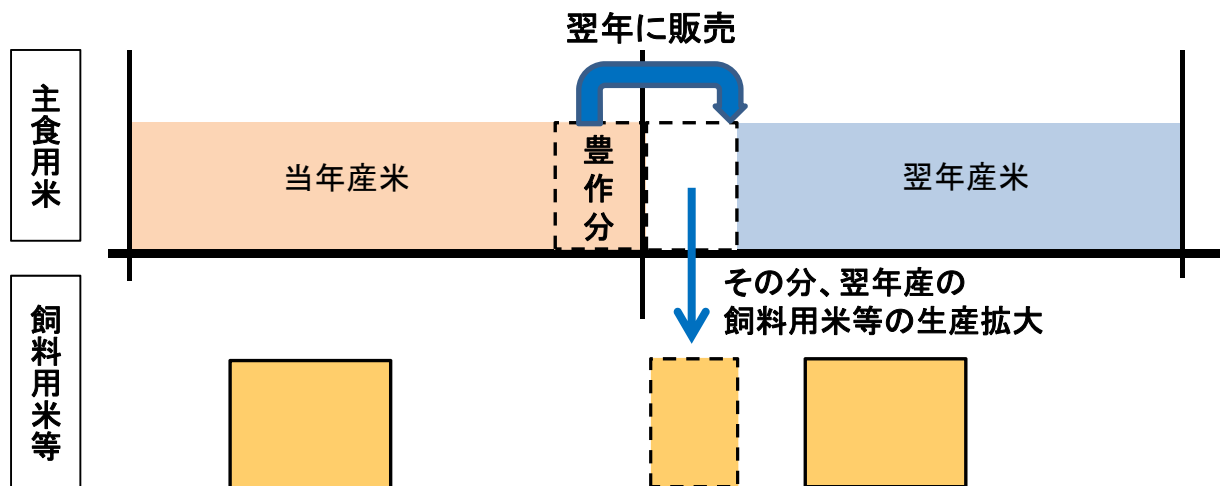 翌年に販売
主食用米
当年産米
豊作分
翌年産米
その分、翌年産の
飼料用米等の生産拡大
飼料用米等